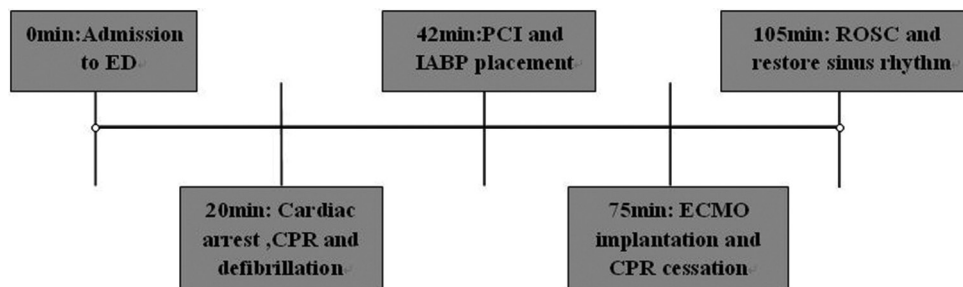 0min:Admission
to ED
42min:PCI and
IABP placement
105min: ROSC and
restore sinus rhythm
20min: Cardiac
arrest ,CPR and
defibrillation
75min: ECMO
implantation and
CPR cessation